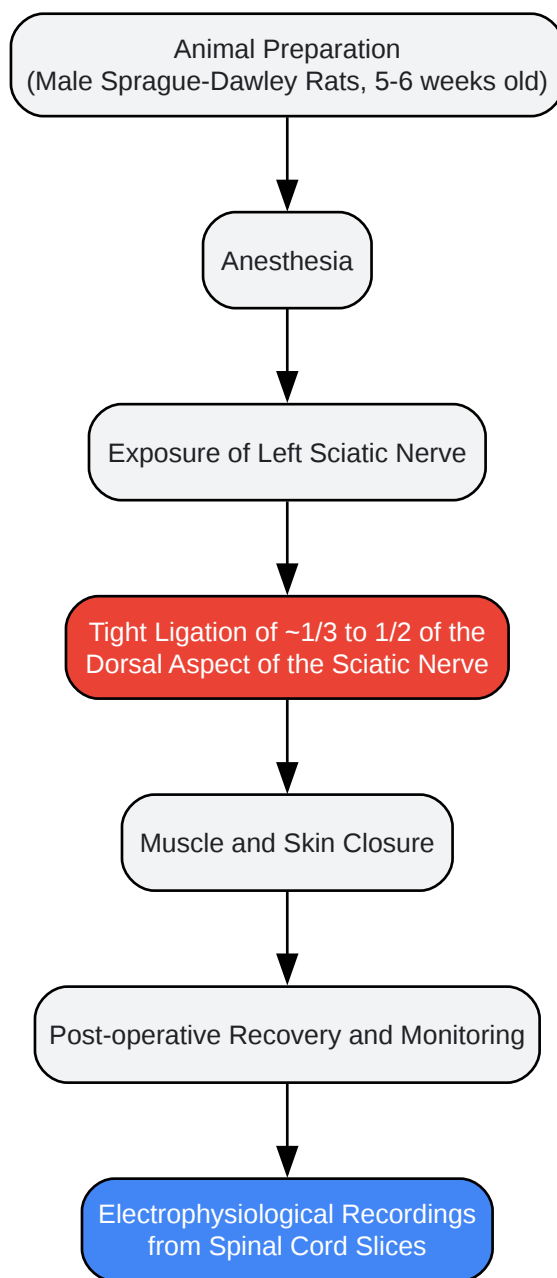 Animal Preparation
(Male Sprague-Dawley Rats, 5-6 weeks old)
Anesthesia
Exposure of Left Sciatic Nerve
Tight Ligation of ~1/3 to 1/2 of the
Dorsal Aspect of the Sciatic Nerve
Muscle and Skin Closure
Post-operative Recovery and Monitoring
Electrophysiological Recordings
from Spinal Cord Slices